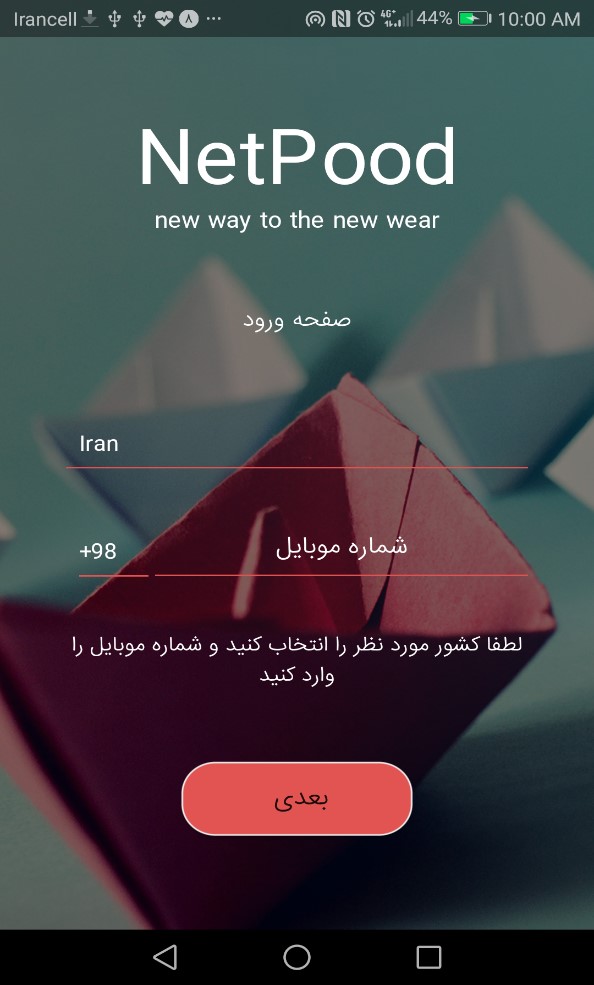 Irancell ... 4G+ 44% 10:00 AM
NetPood
new way to the new wear
صفحه ورود
Iran
+98 شماره موبایل
لطفا کشور مورد نظر را انتخاب کنید و شماره موبایل را
وارد کنید
بعدی